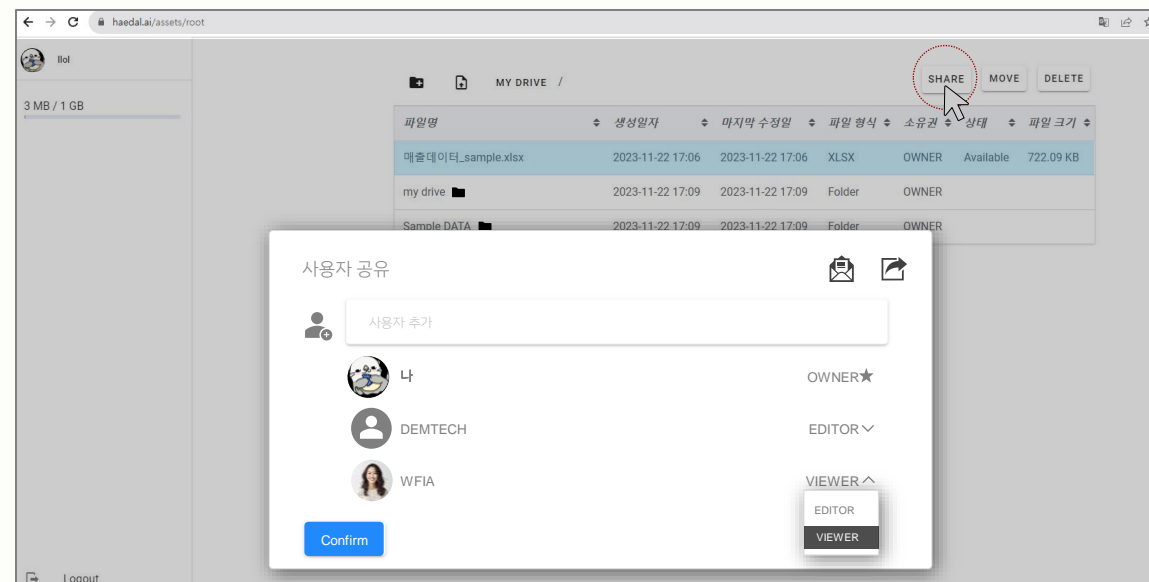 haedal.ai/assets/root
llol
3 MB / 1 GB
MY DRIVE /
SHARE MOVE DELETE
파일명 생성일자 마지막 수정일 파일 형식 소유권 상태 파일 크기
매출데이터_sample.xlsx 2023-11-22 17:06 2023-11-22 17:06 XLSX OWNER Available 722.09 KB
my drive 2023-11-22 17:09 2023-11-22 17:09 Folder OWNER
Sample DATA 2023-11-22 17:09 2023-11-22 17:09 Folder OWNER
사용자 공유
사용자 추가
나 OWNER
DEMTECH EDITOR
WFIA VIEWER
EDITOR
VIEWER
Confirm
Logout